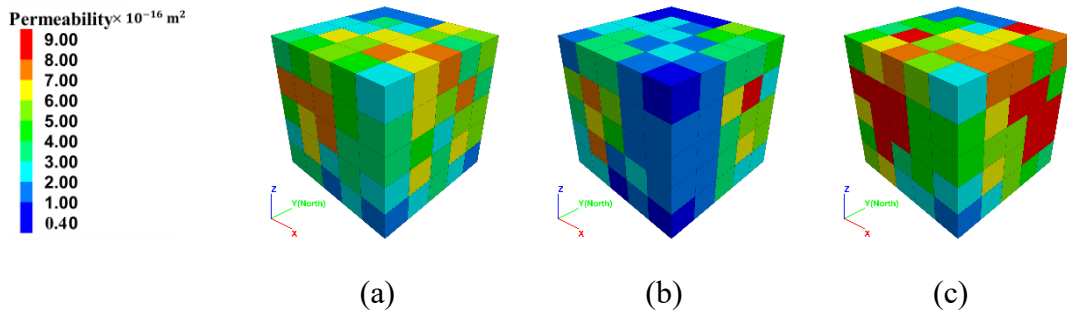 Permeability× 10⁻¹⁶ m²
9.00
8.00
7.00
6.00
5.00
4.00
3.00
2.00
1.00
0.40
Z
Y(North)
X
Z
Y(North)
X
Z
Y(North)
X
(a)
(b)
(c)